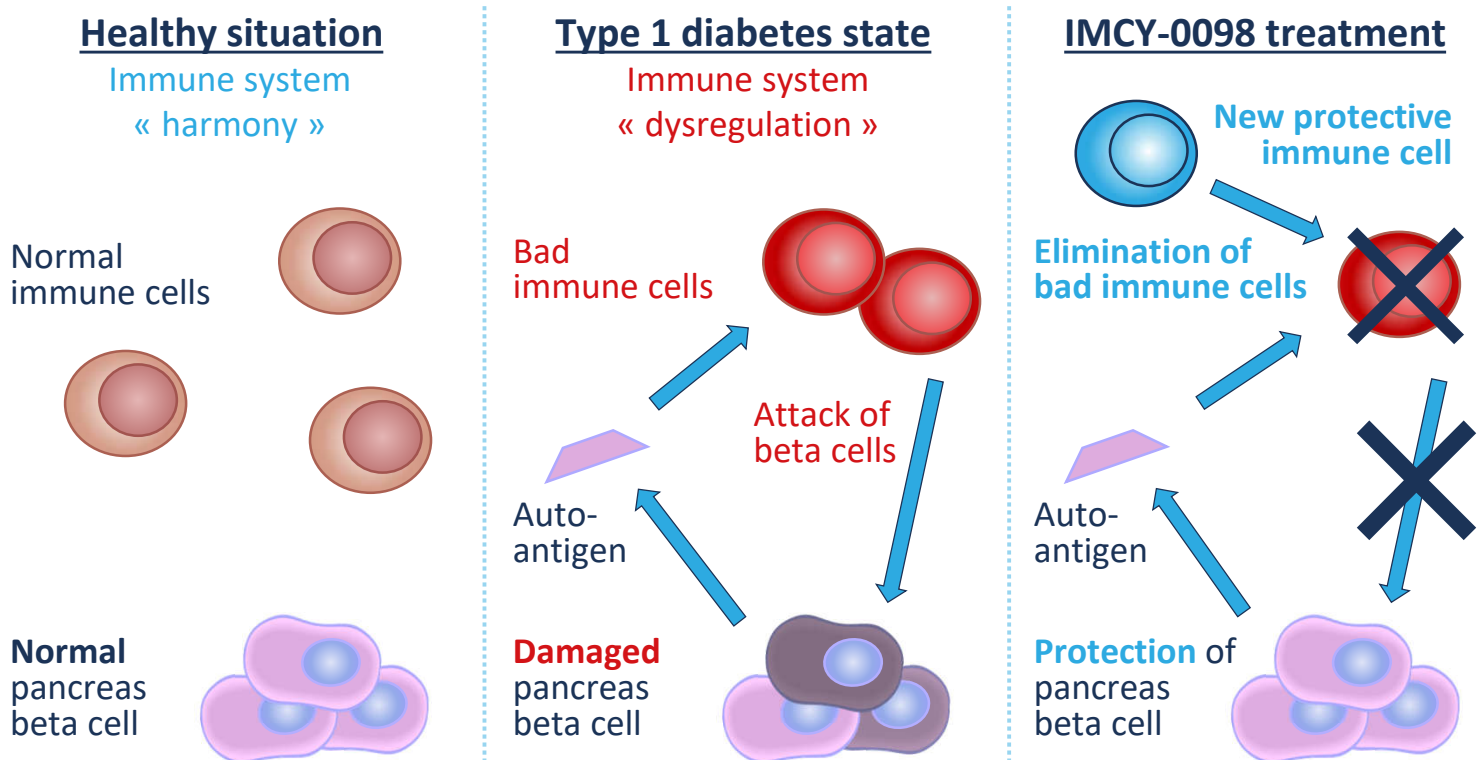 Healthy situation
Immune system
« harmony »
Normal
immune cells
Normal
pancreas
beta cell
Type 1 diabetes state
Immune system
« dysregulation »
Bad
immune cells
Attack of
beta cells
Auto-
antigen
Damaged
pancreas
beta cell
IMCY-0098 treatment
New protective
immune cell
Elimination of
bad immune cells
Auto-
antigen
Protection of
pancreas
beta cell